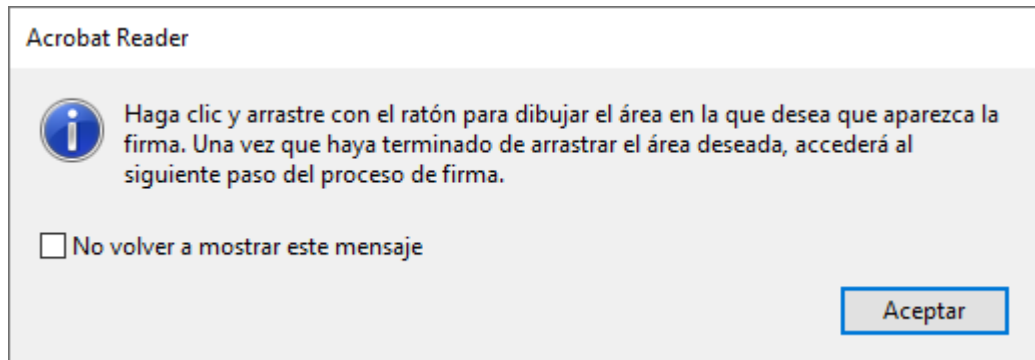 Acrobat Reader
Haga clic y arrastre con el ratón para dibujar el área en la que desea que aparezca la
firma. Una vez que haya terminado de arrastrar el área deseada, accederá al
siguiente paso del proceso de firma.
No volver a mostrar este mensaje
Aceptar